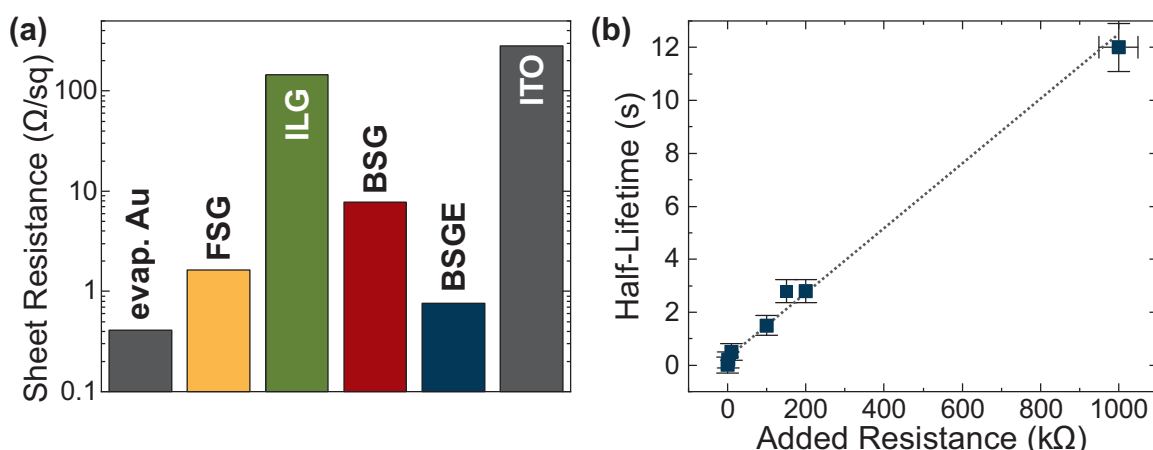 (a)
Sheet Resistance (Ω/sq)
100
10
1
0.1
evap. Au
FSG
ILG
BSG
BSGE
ITO
(b)
Half-Lifetime (s)
12
10
8
6
4
2
0
0 200 400 600 800 1000
Added Resistance (kΩ)